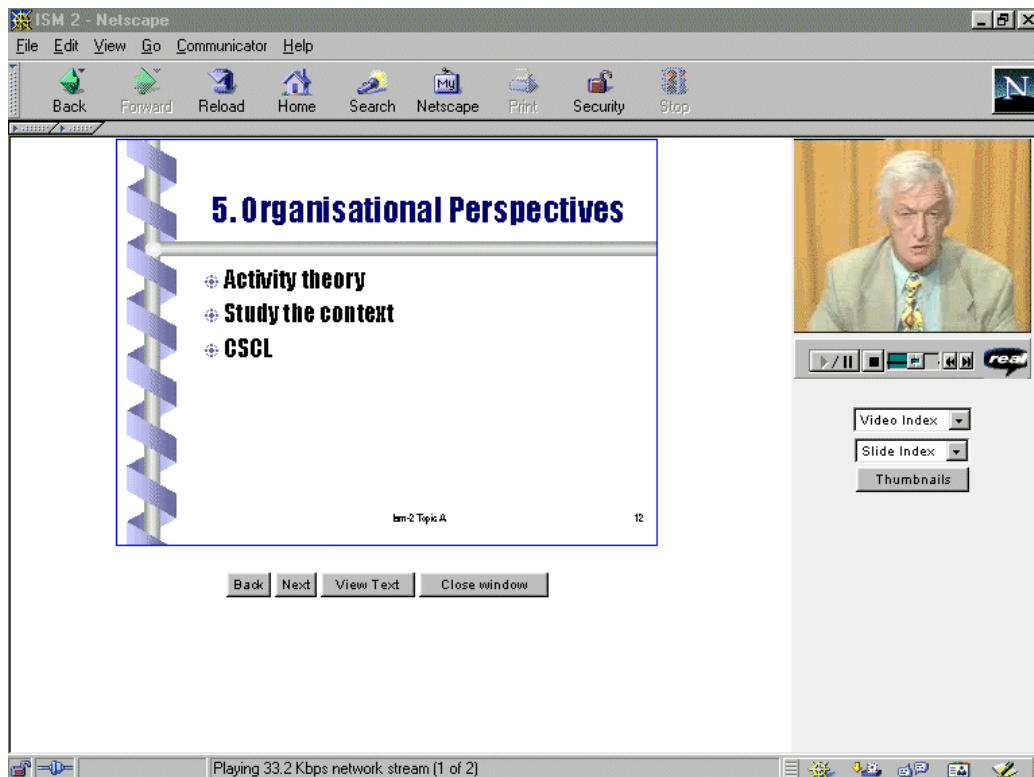 ISM 2 - Netscape
File Edit View Go Communicator Help
Back Forward Reload Home Search My Netscape Print Security Stop
N
5. Organisational Perspectives
Activity theory
Study the context
CSCL
Ism-2 Topic A 12
real
Video Index
Slide Index
Thumbnails
Back Next View Text Close window
Playing 33.2 Kbps network stream (1 of 2)